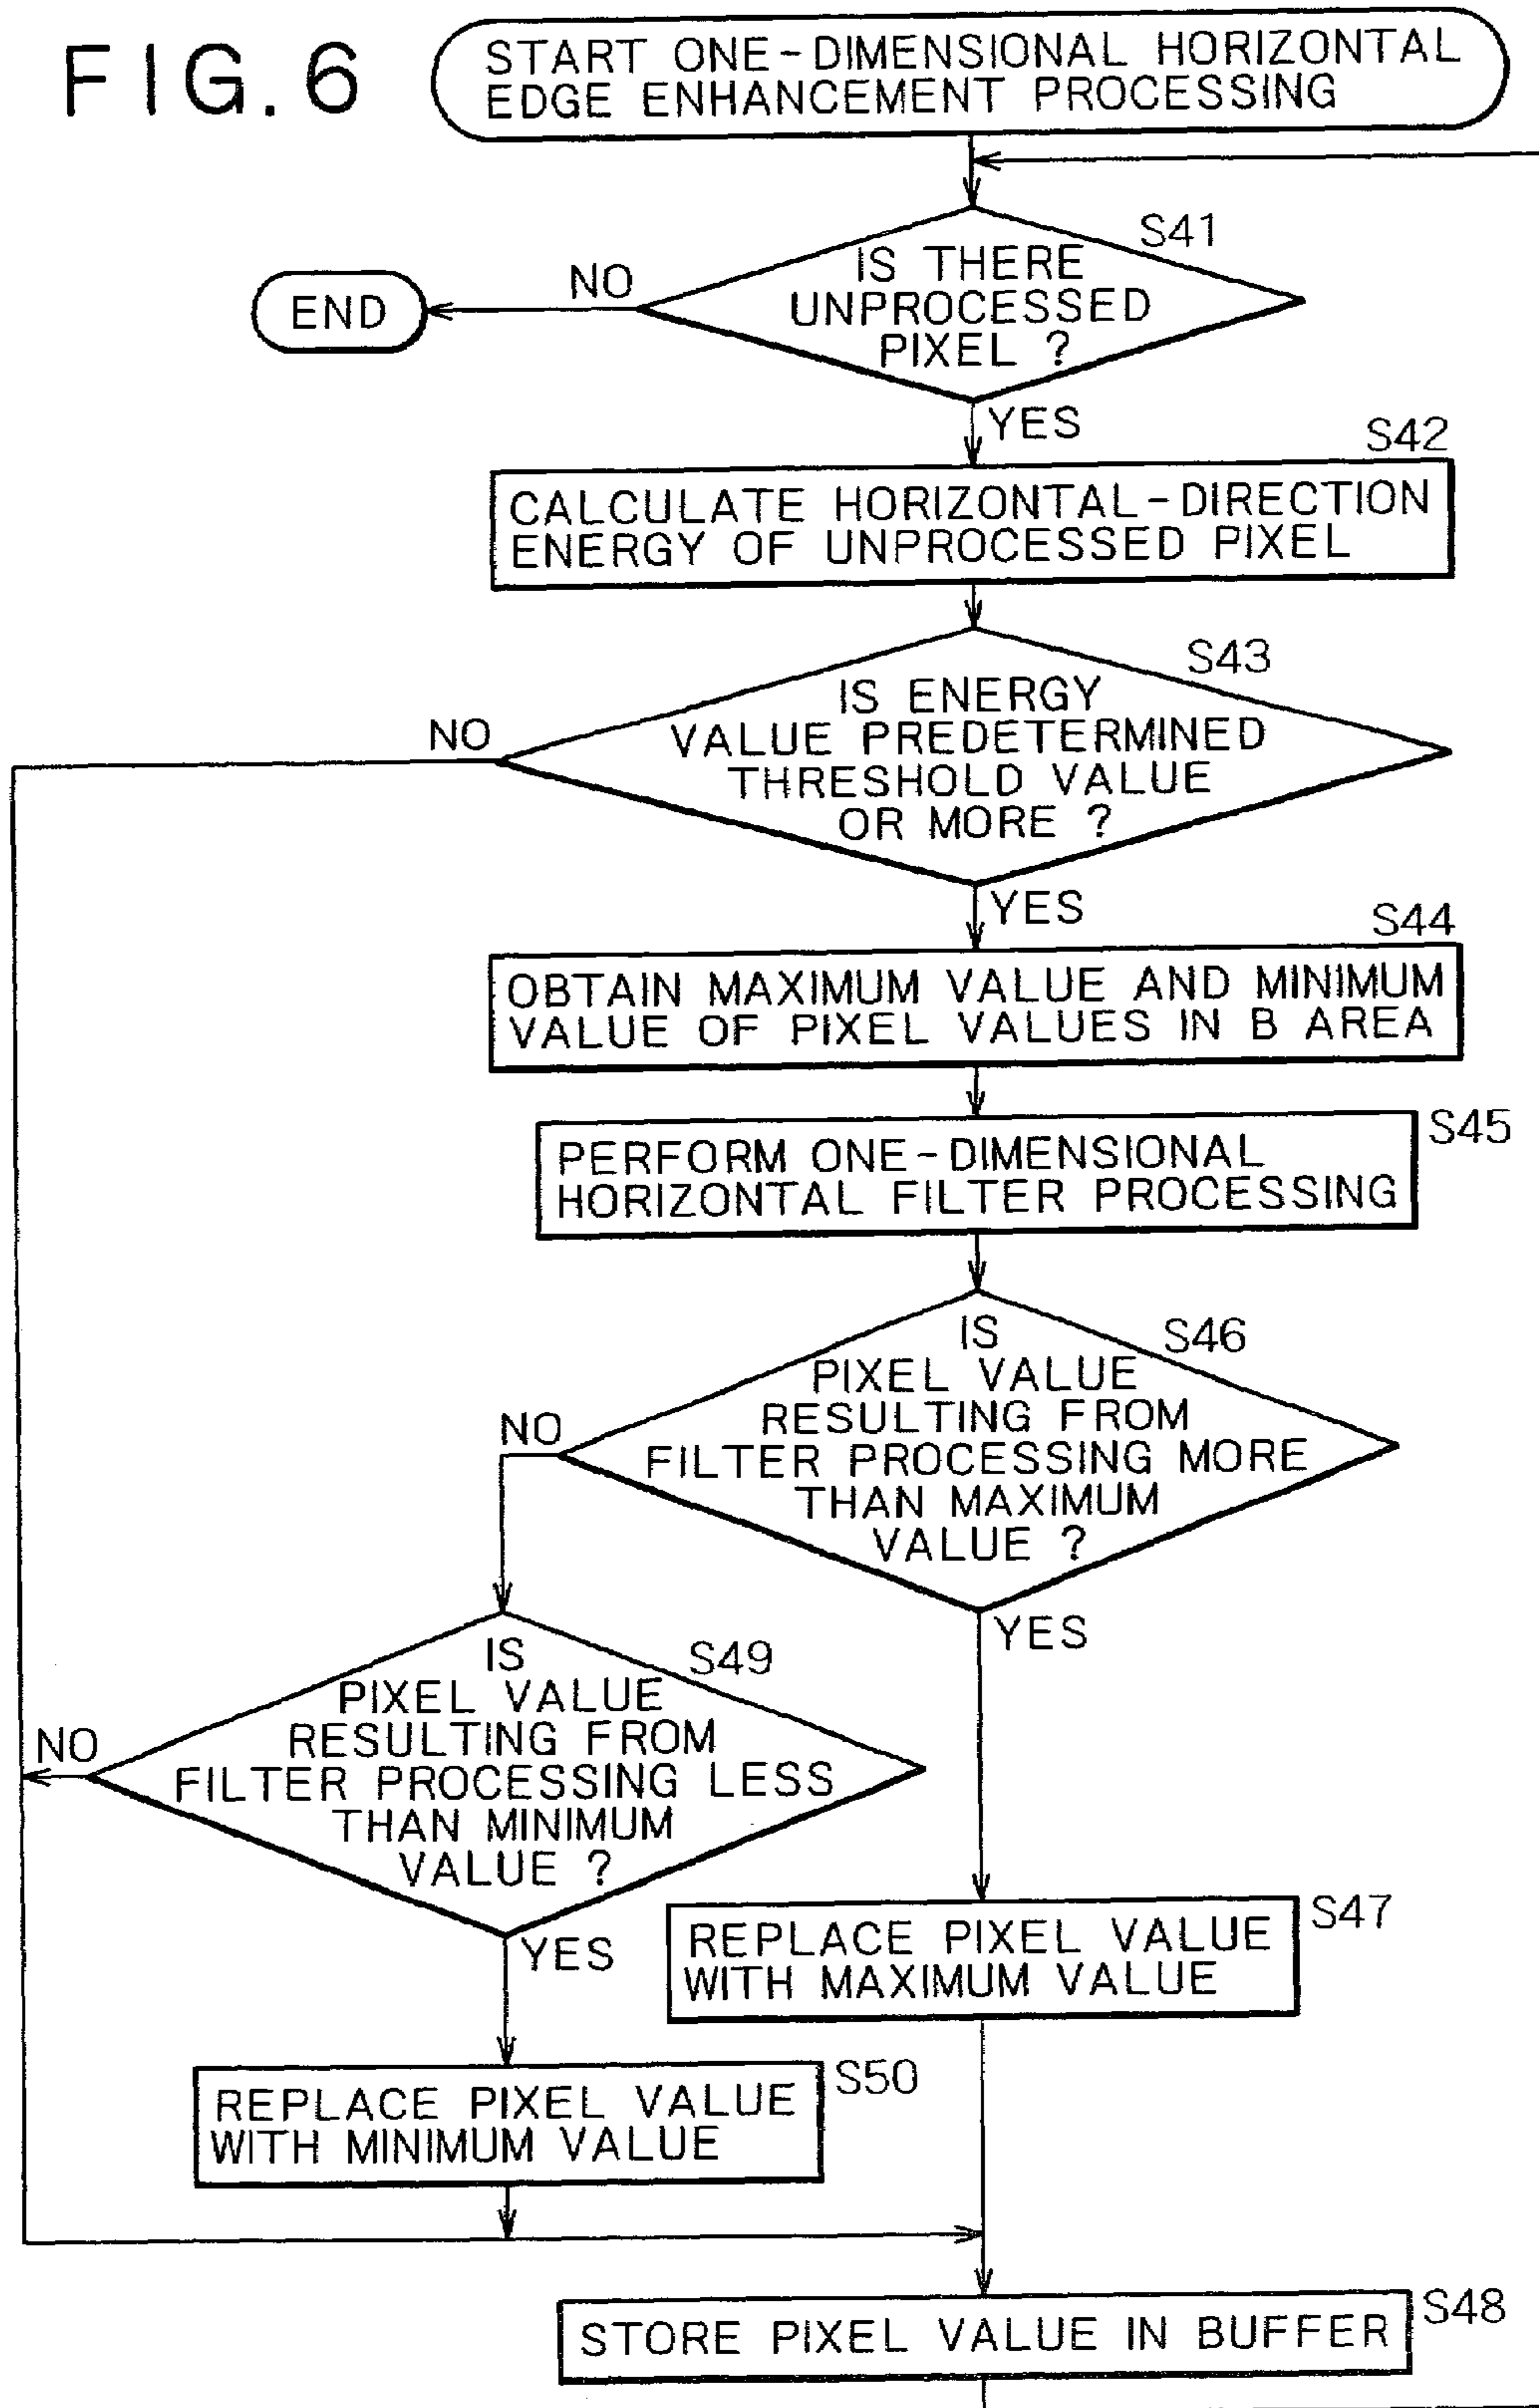 FIG. 6
START ONE-DIMENSIONAL HORIZONTAL
EDGE ENHANCEMENT PROCESSING
S41
IS THERE
UNPROCESSED
PIXEL ?
NO
END
YES
S42
CALCULATE HORIZONTAL-DIRECTION
ENERGY OF UNPROCESSED PIXEL
S43
IS ENERGY
VALUE PREDETERMINED
THRESHOLD VALUE
OR MORE ?
NO
YES
S44
OBTAIN MAXIMUM VALUE AND MINIMUM
VALUE OF PIXEL VALUES IN B AREA
S45
PERFORM ONE-DIMENSIONAL
HORIZONTAL FILTER PROCESSING
S46
IS
PIXEL VALUE
RESULTING FROM
FILTER PROCESSING MORE
THAN MAXIMUM
VALUE ?
NO
YES
S49
IS
PIXEL VALUE
RESULTING FROM
FILTER PROCESSING LESS
THAN MINIMUM
VALUE ?
NO
YES
S47
REPLACE PIXEL VALUE
WITH MAXIMUM VALUE
S50
REPLACE PIXEL VALUE
WITH MINIMUM VALUE
S48
STORE PIXEL VALUE IN BUFFER